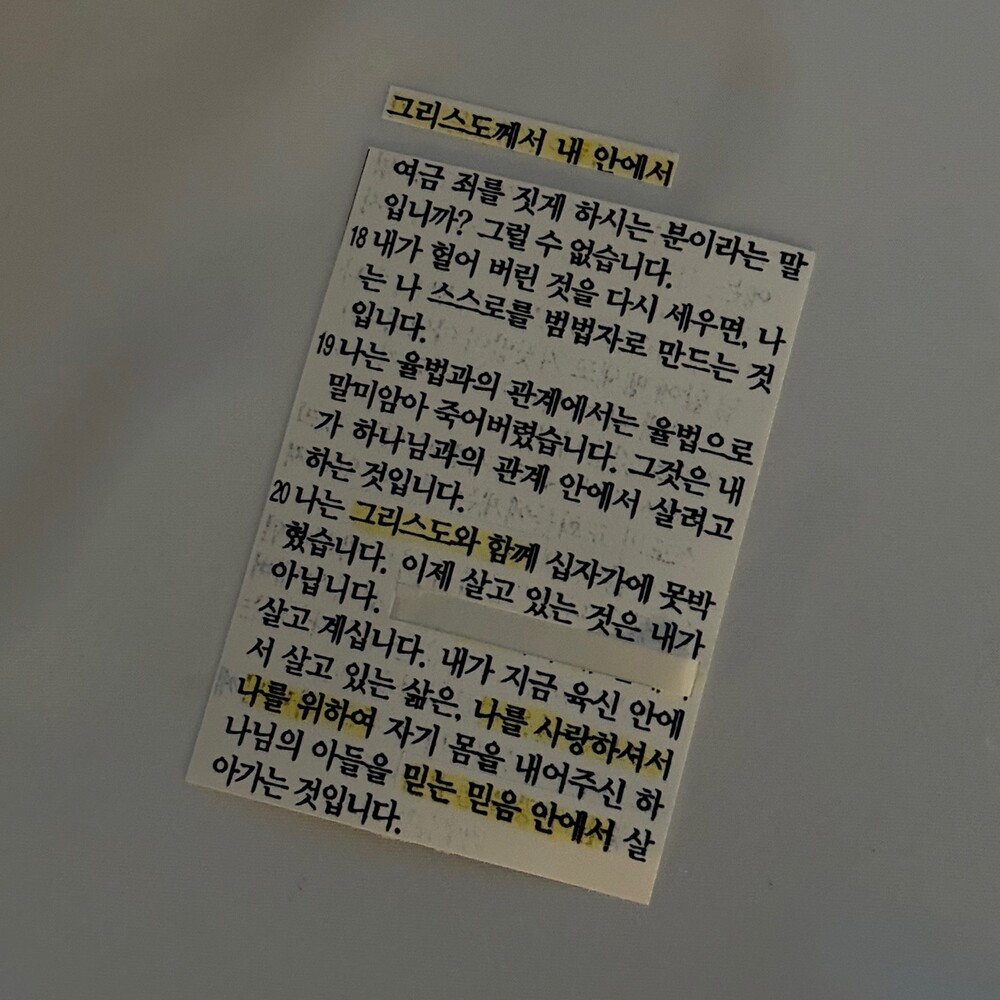 그리스도께서 내 안에서
여금 죄를 짓게 하시는 분이라는 말
입니까? 그럴 수 없습니다.
18 내가 헐어 버린 것을 다시 세우면, 나
는 나 스스로를 범법자로 만드는 것
입니다.
19 나는 율법과의 관계에서는 율법으로
말미암아 죽어버렸습니다. 그것은 내
가 하나님과의 관계 안에서 살려고
하는 것입니다.
20 나는 그리스도와 함께 십자가에 못박
혔습니다. 이제 살고 있는 것은 내가
아닙니다.
살고 계십니다. 내가 지금 육신 안에
서 살고 있는 삶은, 나를 사랑하셔서
나를 위하여 자기 몸을 내어주신 하
나님의 아들을 믿는 믿음 안에서 살
아가는 것입니다.